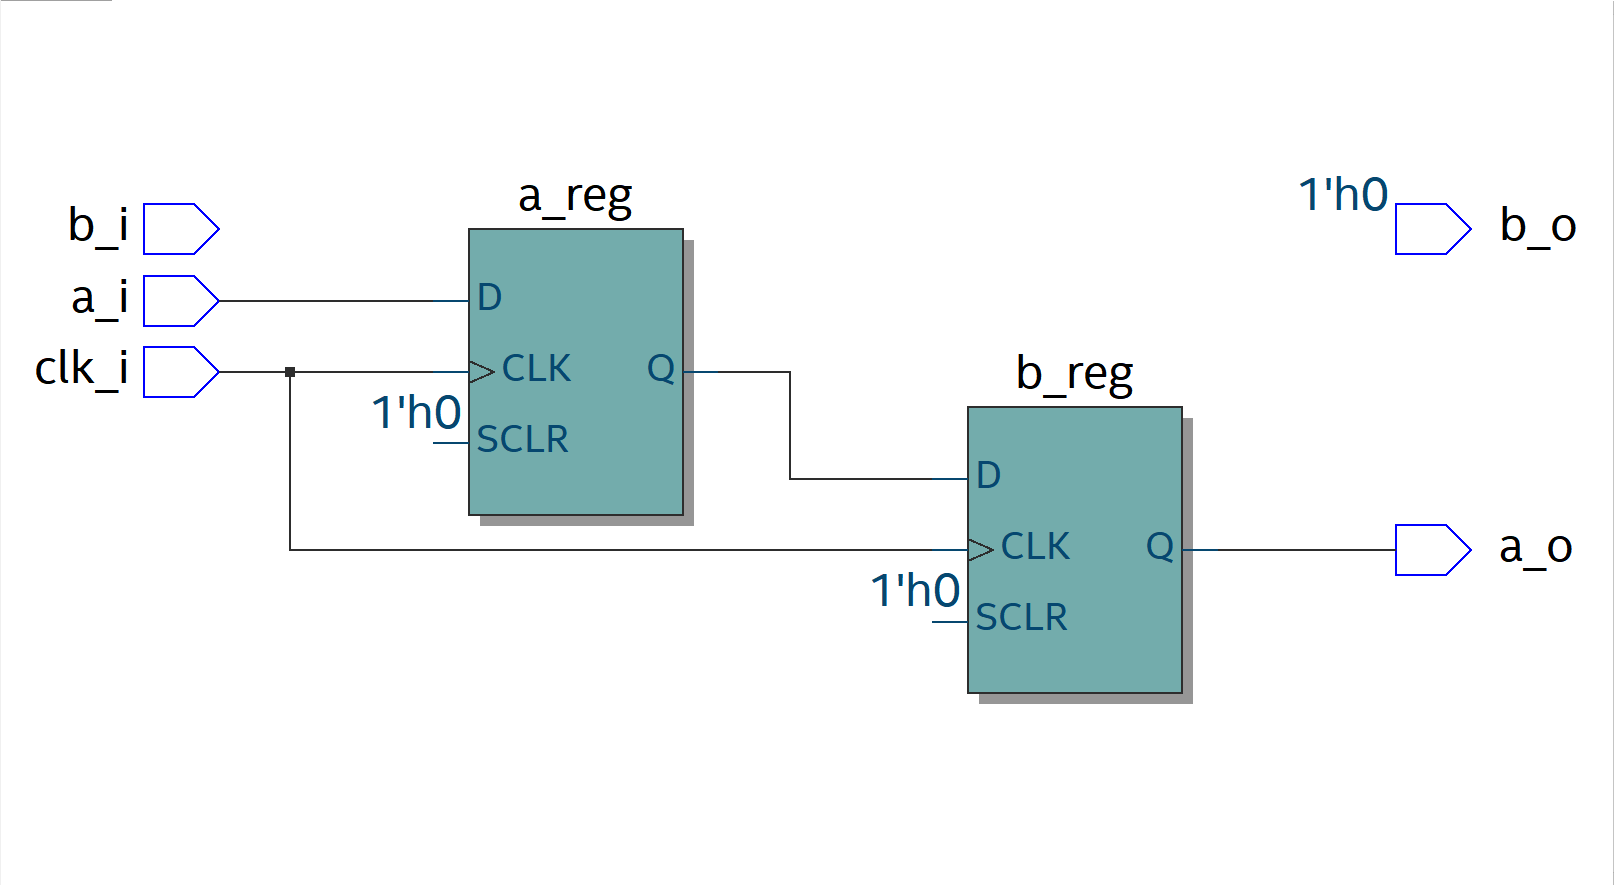 b_i
a_i
clk_i
a_reg
D
CLK
Q
1'h0
SCLR
b_reg
D
CLK
Q
1'h0
SCLR
1'h0
b_o
a_o